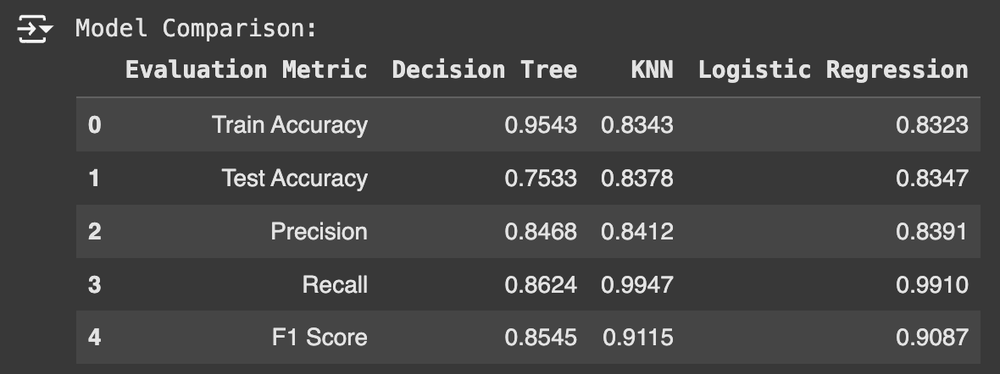 Model Comparison:
Evaluation Metric Decision Tree KNN Logistic Regression
0 Train Accuracy 0.9543 0.8343 0.8323
1 Test Accuracy 0.7533 0.8378 0.8347
2 Precision 0.8468 0.8412 0.8391
3 Recall 0.8624 0.9947 0.9910
4 F1 Score 0.8545 0.9115 0.9087